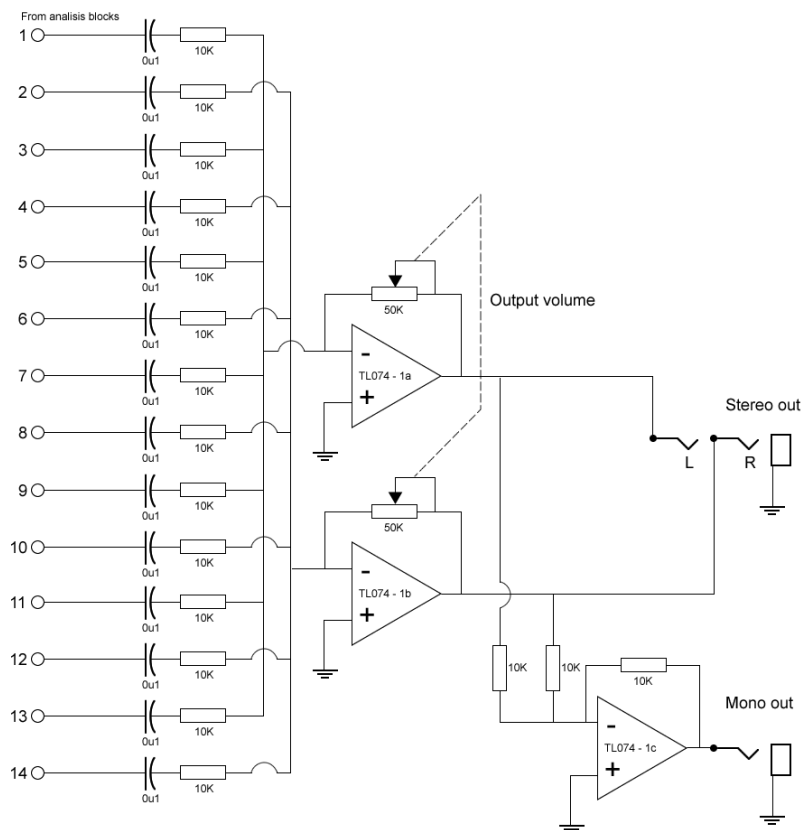 From analisis blocks
1
0u1
10K
2
0u1
10K
3
0u1
10K
4
0u1
10K
5
0u1
10K
6
0u1
10K
7
0u1
10K
8
0u1
10K
9
0u1
10K
10
0u1
10K
11
0u1
10K
12
0u1
10K
13
0u1
10K
14
0u1
10K
50K
Output volume
-
TL074 - 1a
+
50K
-
TL074 - 1b
+
Stereo out
L
R
10K
10K
10K
Mono out
-
TL074 - 1c
+